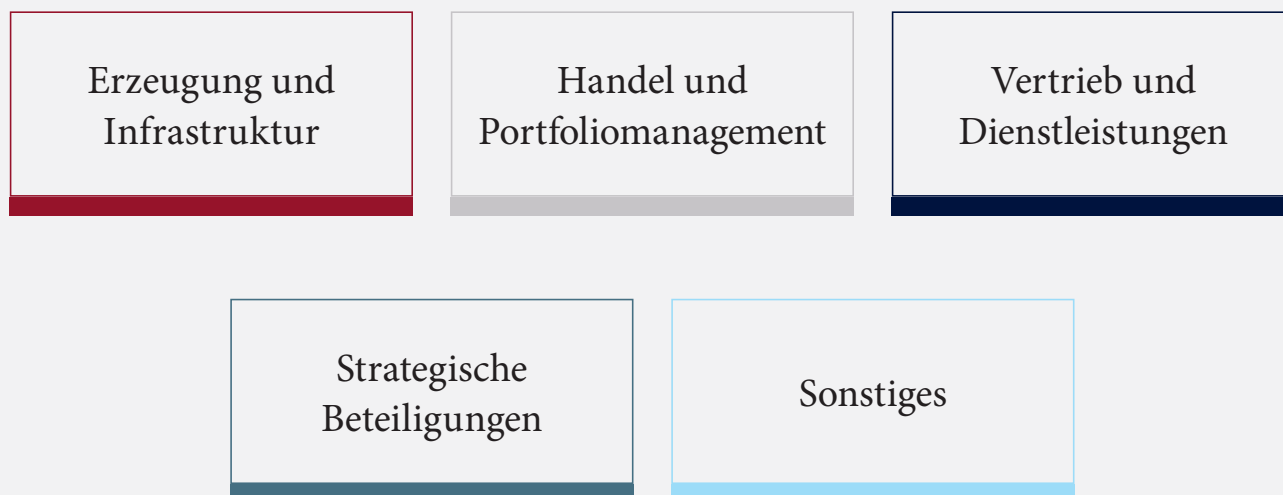 Erzeugung und
Infrastruktur
Handel und
Portfoliomanagement
Vertrieb und
Dienstleistungen
Strategische
Beteiligungen
Sonstiges